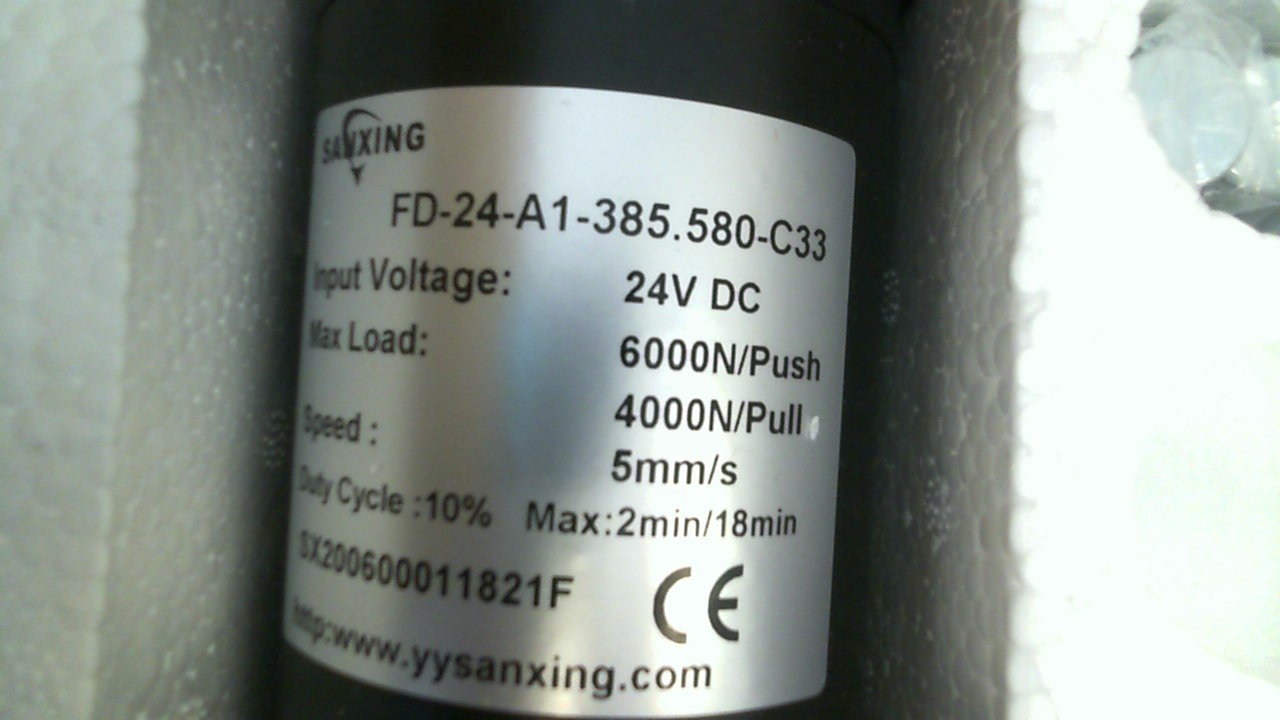 SANXING
FD-24-A1-385.580-C33
Input Voltage: 24V DC
Max Load: 6000N/Push
4000N/Pull
Speed : 5mm/s
Duty Cycle :10% Max:2min/18min
SX200600011821F CE
http:www.yysanxing.com